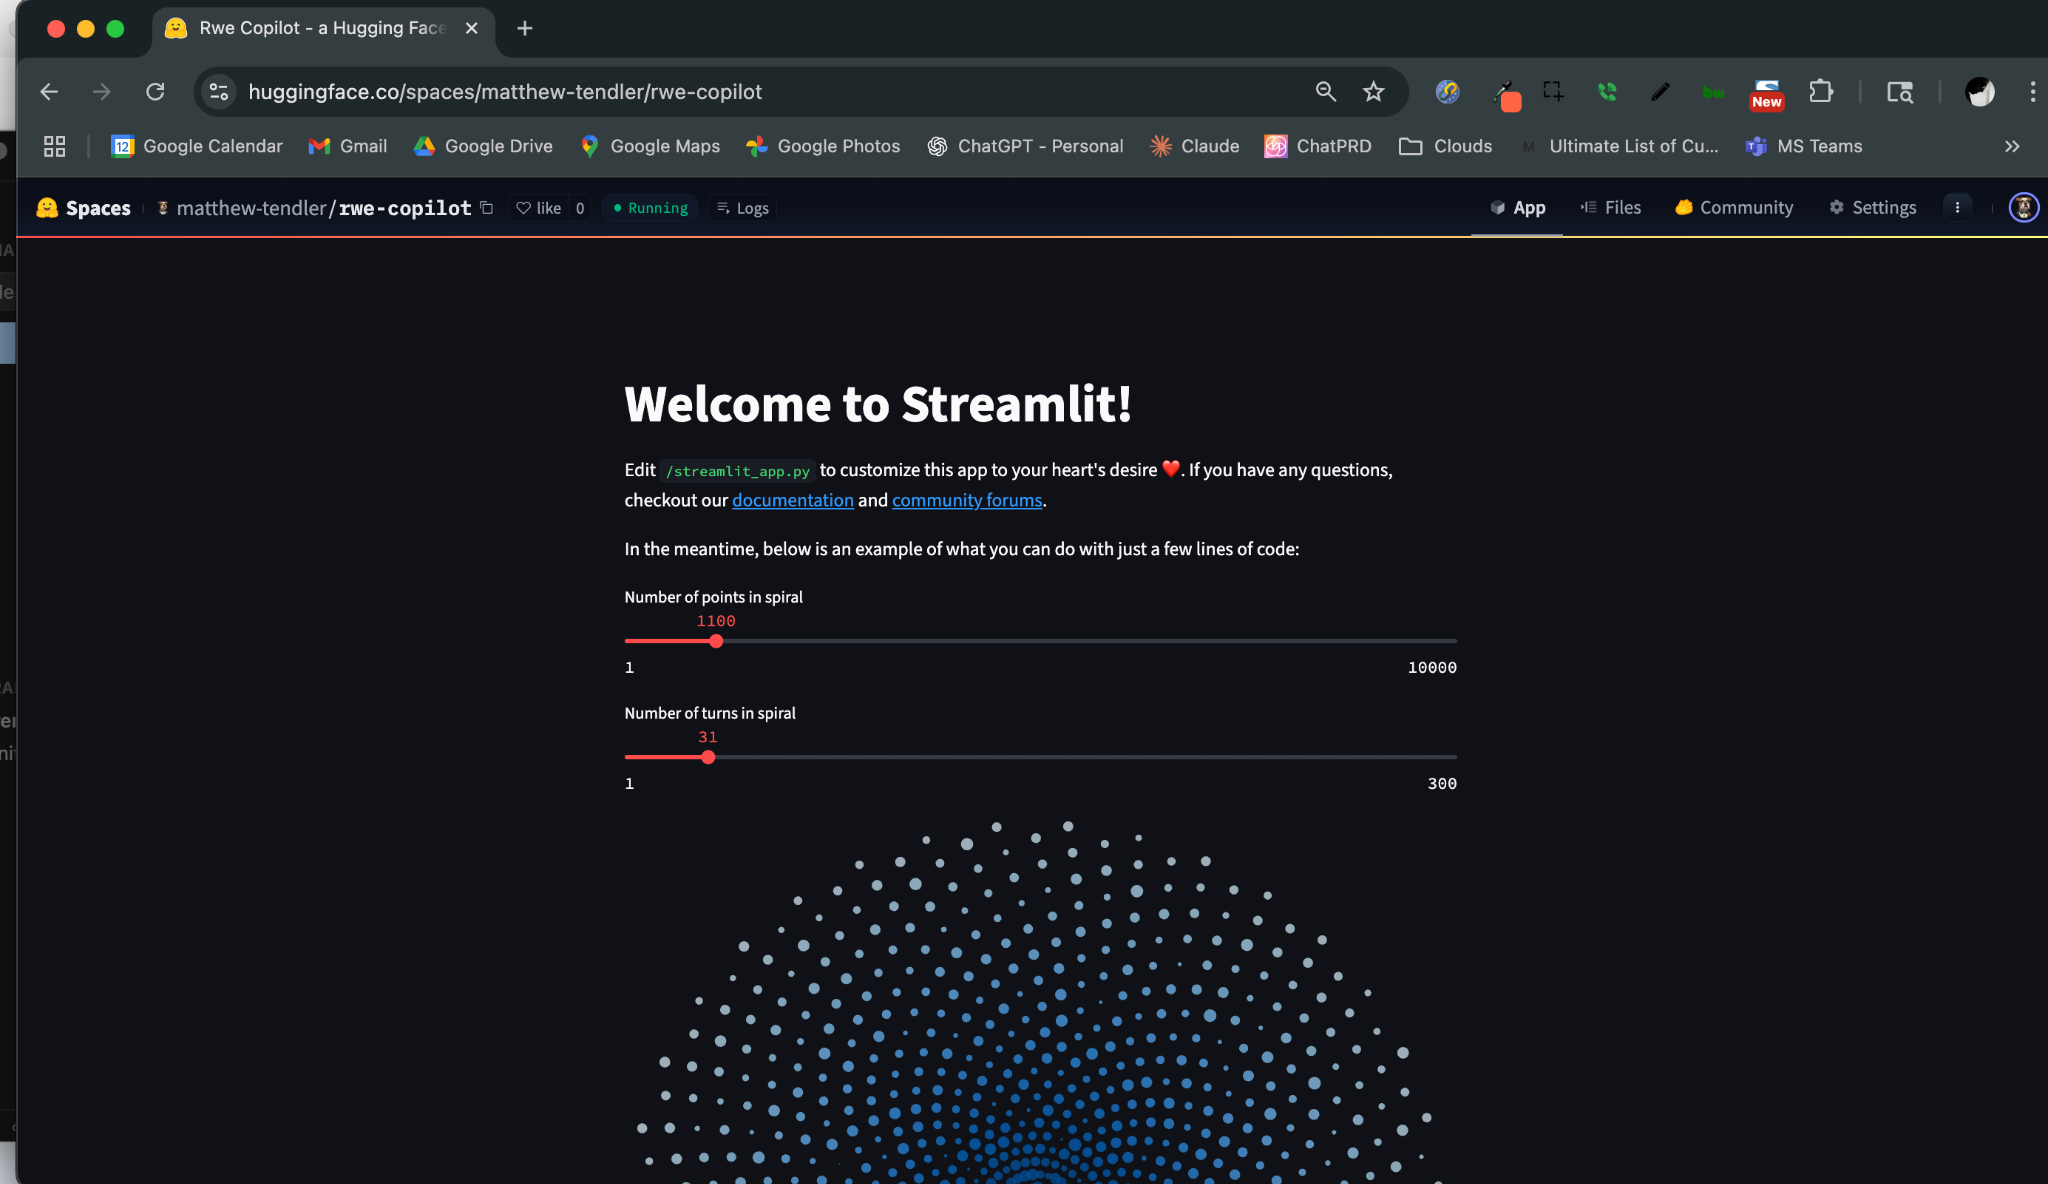 Rwe Copilot - a Hugging Face
huggingface.co/spaces/matthew-tendler/rwe-copilot
New
12 Google Calendar Gmail Google Drive Google Maps Google Photos ChatGPT - Personal Claude ChatPRD Clouds M Ultimate List of Cu... MS Teams
Spaces matthew-tendler/rwe-copilot like 0 Running Logs App Files Community Settings
Welcome to Streamlit!
Edit /streamlit_app.py to customize this app to your heart's desire ❤️. If you have any questions,
checkout our documentation and community forums.
In the meantime, below is an example of what you can do with just a few lines of code:
Number of points in spiral
1100
1 10000
Number of turns in spiral
31
1 300